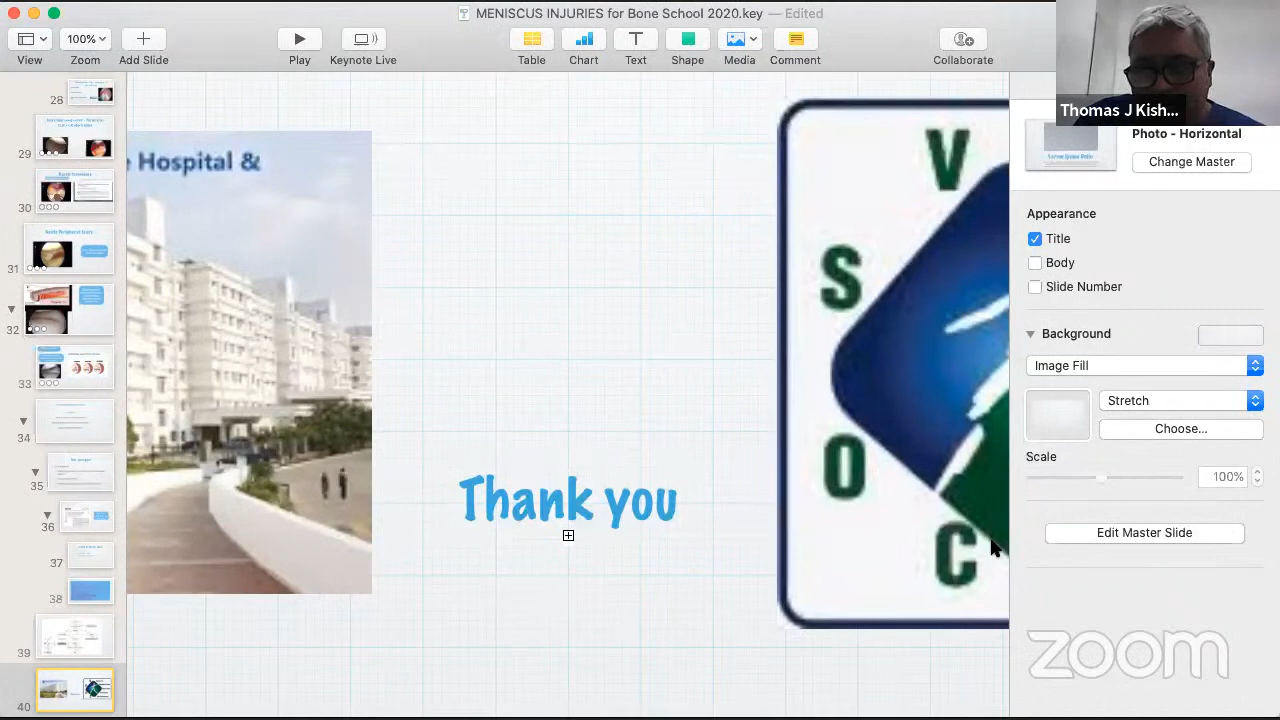 MENISCUS INJURIES for Bone School 2020.key — Edited
View
100%
Zoom
Add Slide
Play
Keynote Live
Table
Chart
Text
Shape
Media
Comment
Collaborate
Thomas J Kish...
Photo - Horizontal
Change Master
Appearance
Title
Body
Slide Number
Background
Image Fill
Stretch
Choose...
Scale
100%
Edit Master Slide
zoom
28
29
30
31
32
33
34
35
36
37
38
39
40
Hospital &
V
S
O
C
Thank you